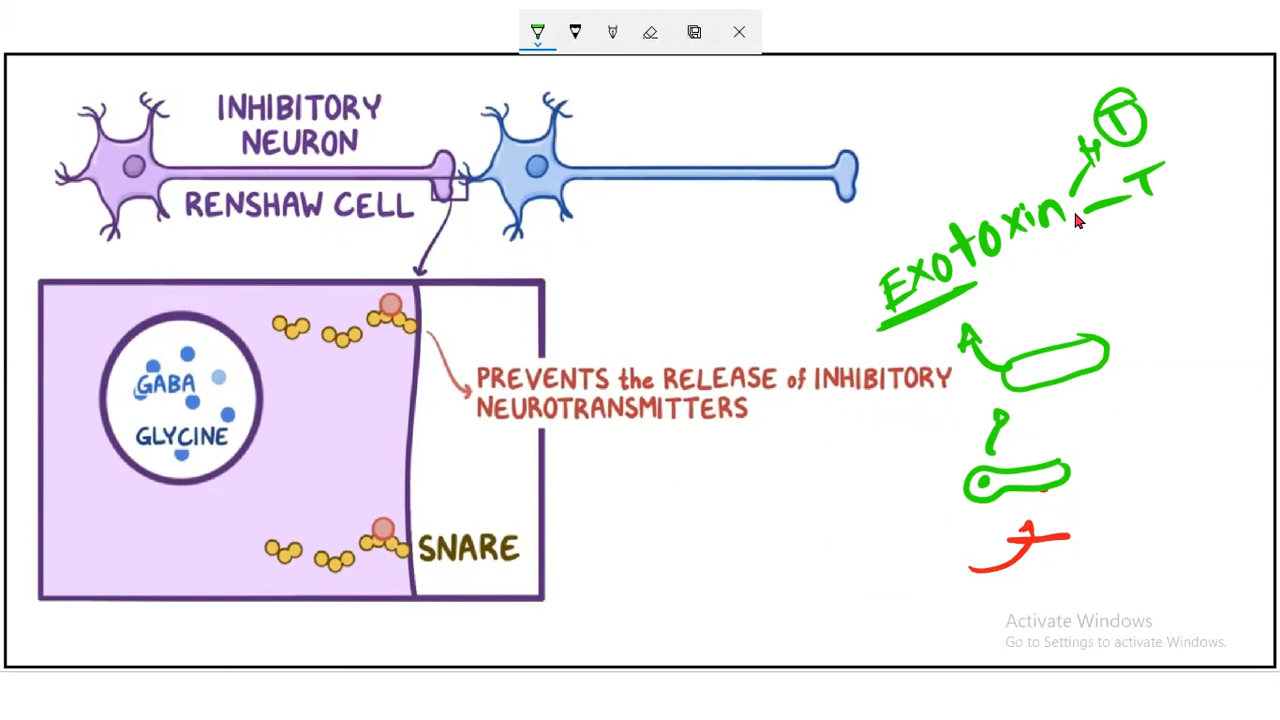 INHIBITORY
NEURON
RENSHAW CELL
T
T
Exotoxin
GABA
GLYCINE
PREVENTS the RELEASE of INHIBITORY
NEUROTRANSMITTERS
SNARE
Activate Windows
Go to Settings to activate Windows.